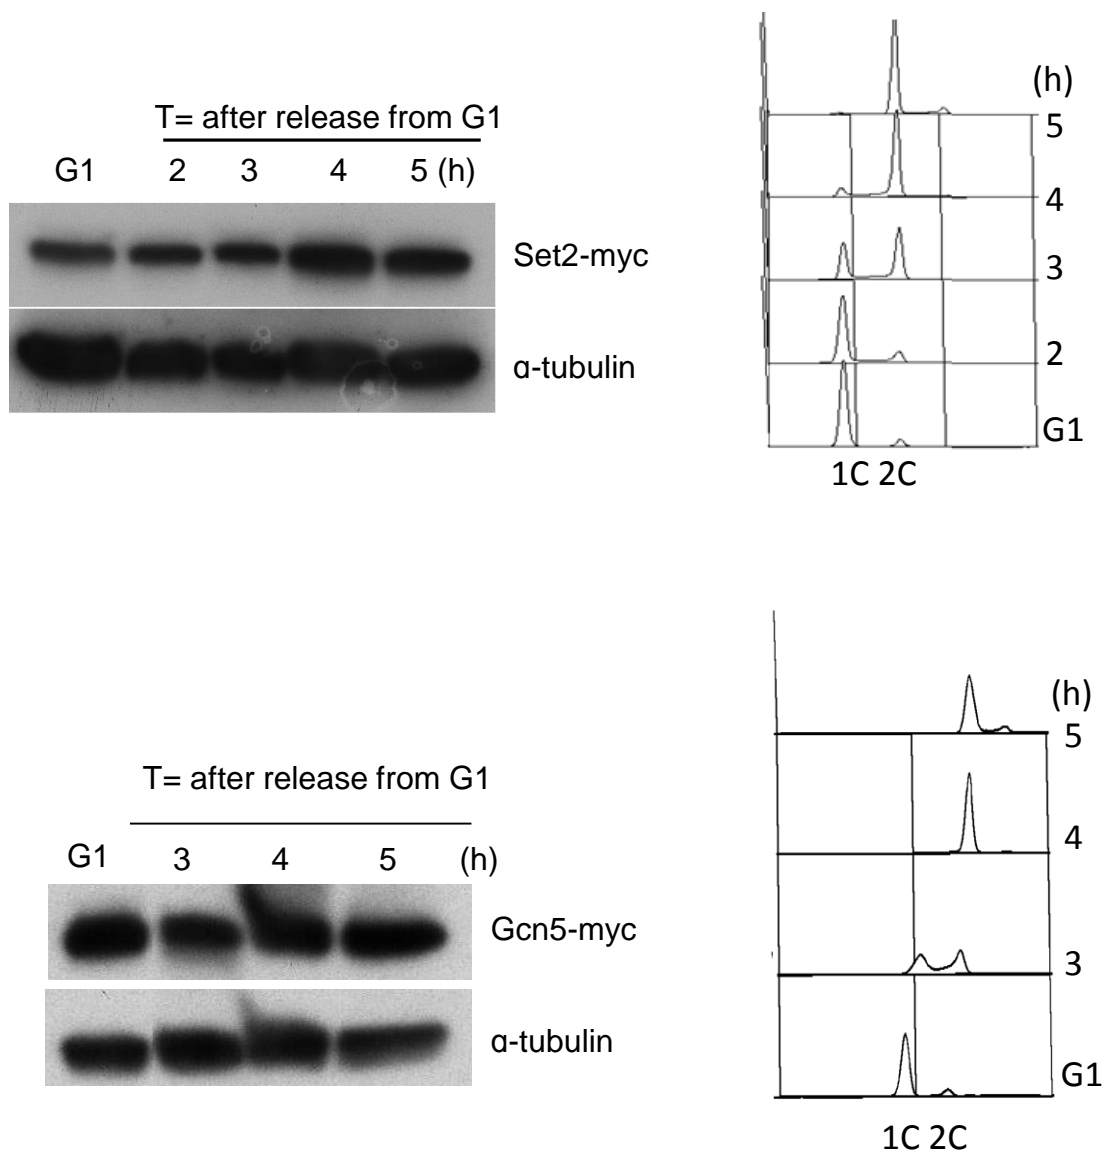 T= after release from G1
G1 2 3 4 5 (h)
Set2-myc
α-tubulin
(h)
5
4
3
2
G1
1C 2C
T= after release from G1
G1 3 4 5 (h)
Gcn5-myc
α-tubulin
(h)
5
4
3
G1
1C 2C